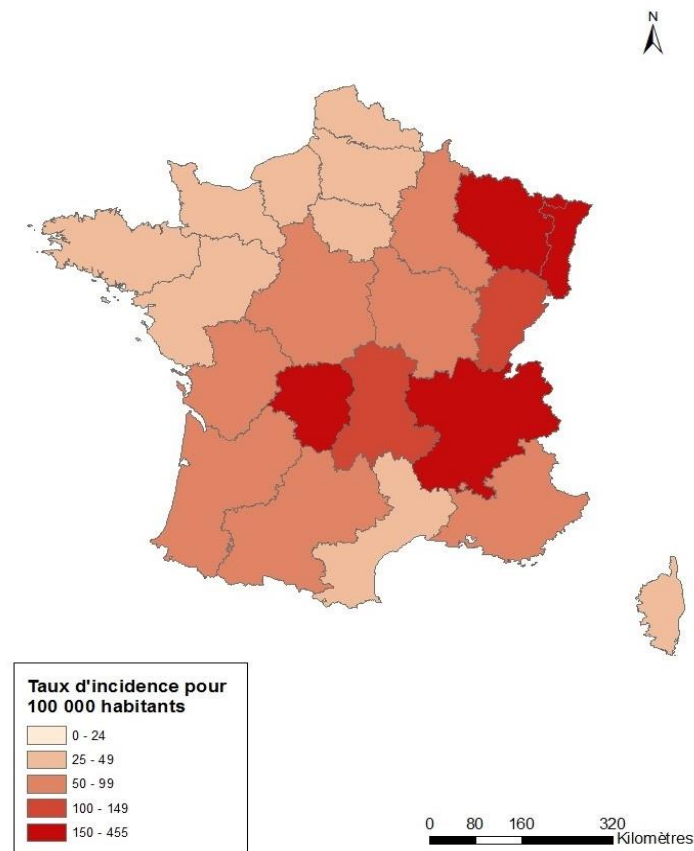 N
Taux d'incidence pour
100 000 habitants
0 - 24
25 - 49
50 - 99
100 - 149
150 - 455
0 80 160 320
Kilomètres